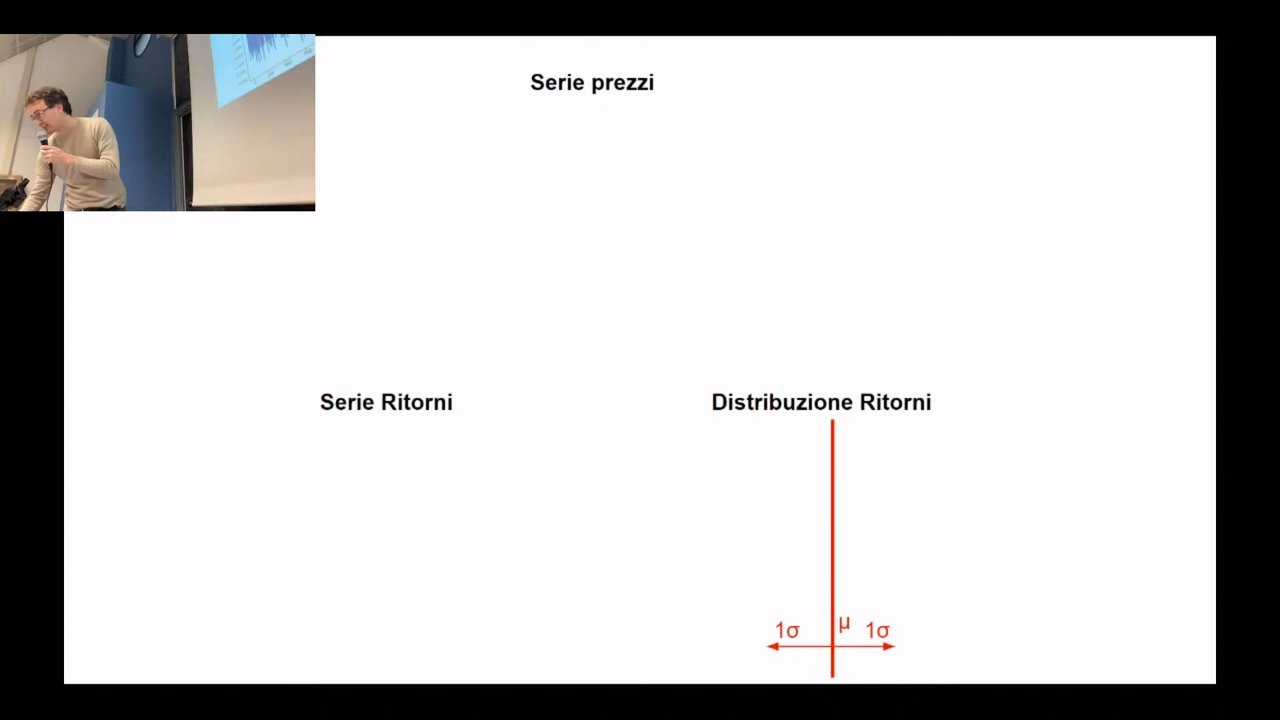 Serie prezzi
Serie Ritorni
Distribuzione Ritorni
1σ
μ
1σ